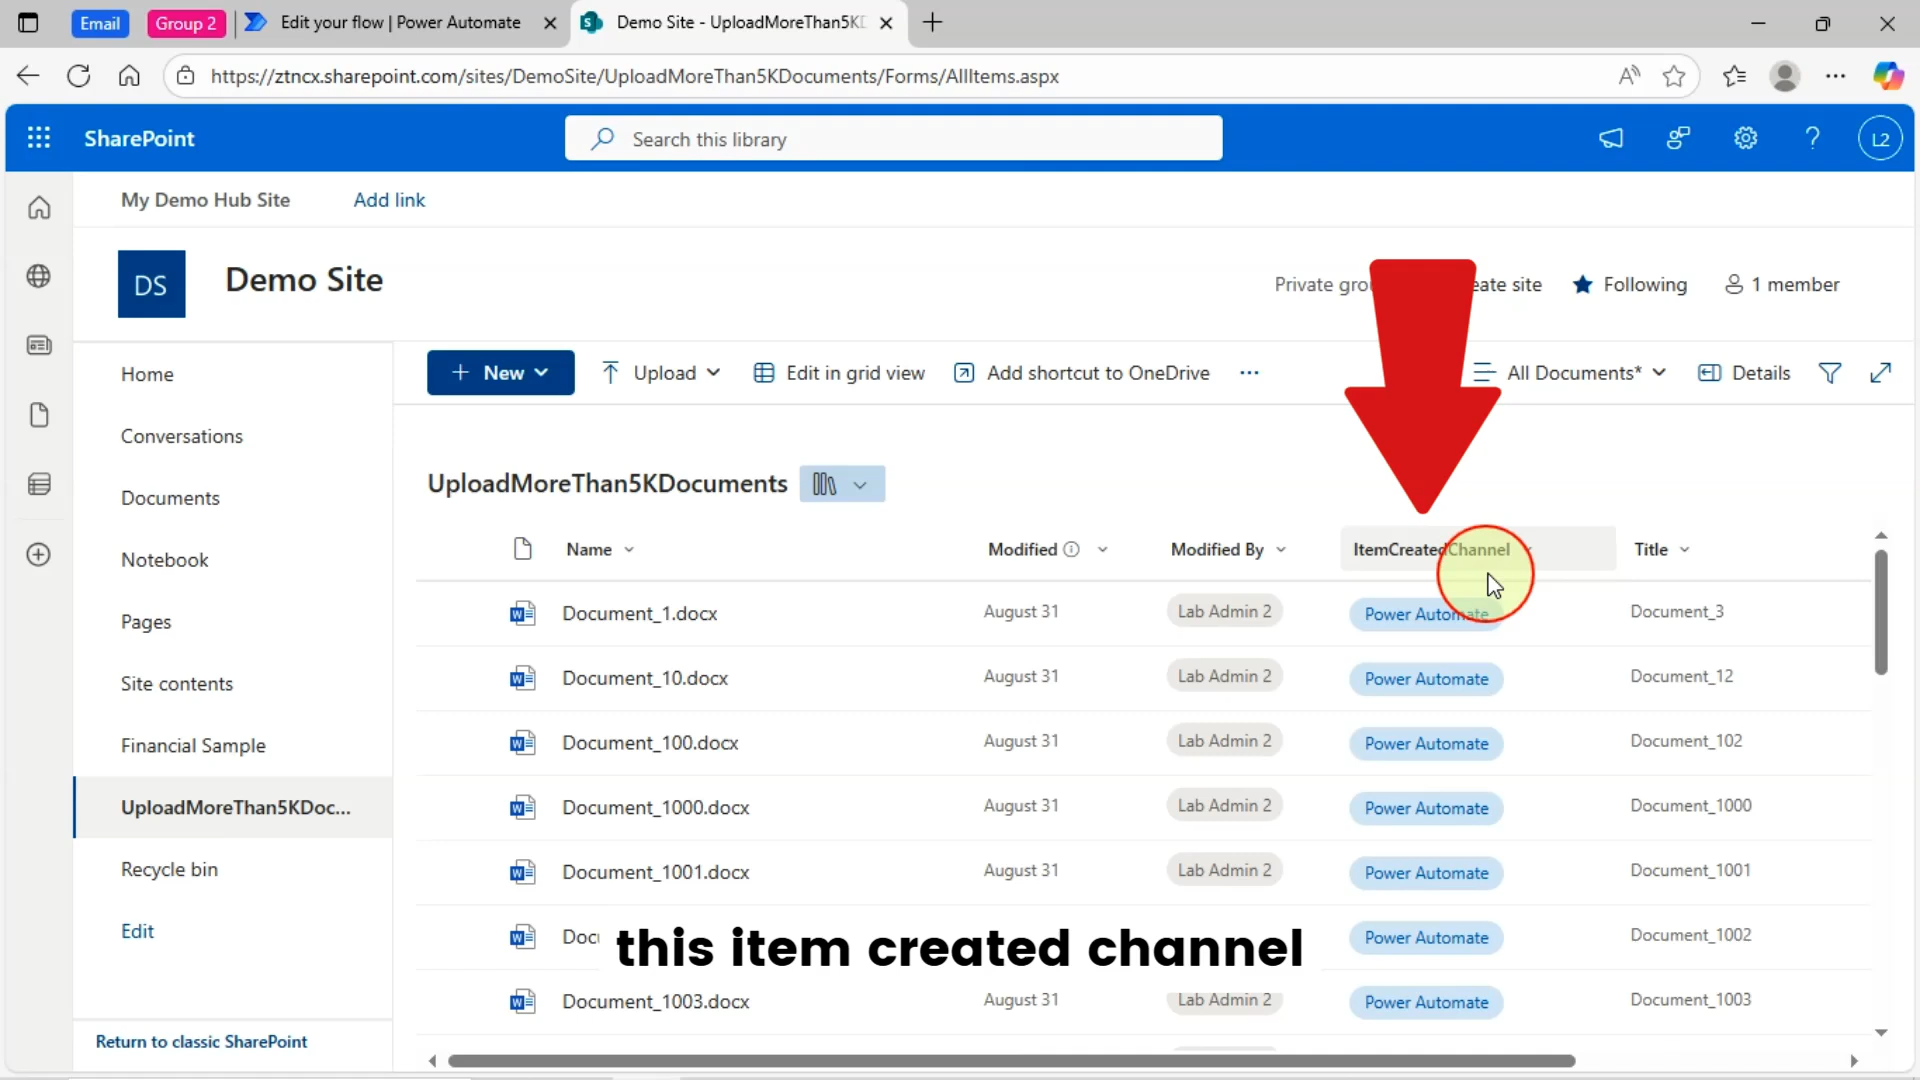 Email
Group 2
Edit your flow | Power Automate
Demo Site - UploadMoreThan5KD
https://ztncx.sharepoint.com/sites/DemoSite/UploadMoreThan5KDocuments/Forms/AllItems.aspx
SharePoint
Search this library
L2
My Demo Hub Site
Add link
DS
Demo Site
Private gro
eate site
Following
1 member
Home
Conversations
Documents
Notebook
Pages
Site contents
Financial Sample
UploadMoreThan5KDoc...
Recycle bin
Edit
Return to classic SharePoint
+ New
Upload
Edit in grid view
Add shortcut to OneDrive
...
All Documents*
Details
UploadMoreThan5KDocuments
Name Modified Modified By ItemCreatedChannel Title
Document_1.docx August 31 Lab Admin 2 Power Automate Document_3
Document_10.docx August 31 Lab Admin 2 Power Automate Document_12
Document_100.docx August 31 Lab Admin 2 Power Automate Document_102
Document_1000.docx August 31 Lab Admin 2 Power Automate Document_1000
Document_1001.docx August 31 Lab Admin 2 Power Automate Document_1001
Doc Power Automate Document_1002
this item created channel
Document_1003.docx August 31 Lab Admin 2 Power Automate Document_1003